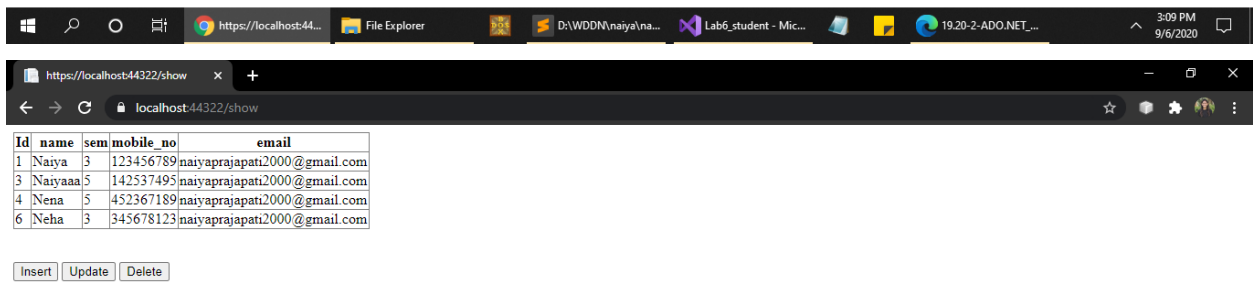 https://localhost:44... File Explorer DOS D:\WDDN\naiya\na... Lab6_student - Mic... 19.20-2-ADO.NET_... 3:09 PM
9/6/2020
https://localhost:44322/show
localhost:44322/show
Id name sem mobile_no email
1 Naiya 3 123456789 naiyaprajapati2000@gmail.com
3 Naiyaaa 5 142537495 naiyaprajapati2000@gmail.com
4 Nena 5 452367189 naiyaprajapati2000@gmail.com
6 Neha 3 345678123 naiyaprajapati2000@gmail.com
Insert Update Delete